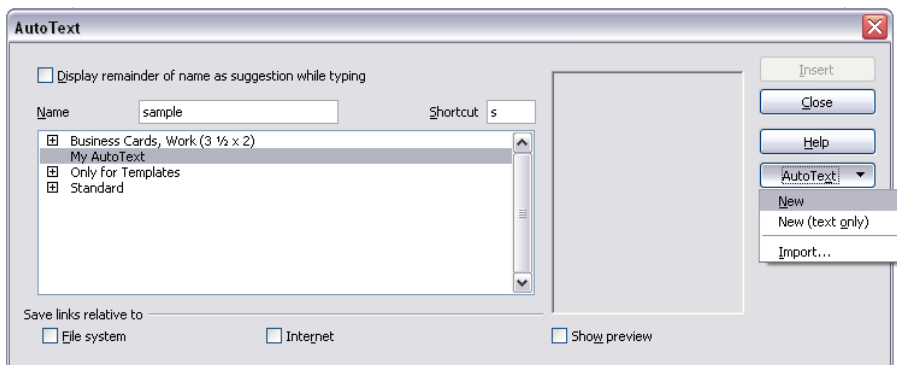 AutoText
Display remainder of name as suggestion while typing
Insert
Name sample Shortcut s
Close
Business Cards, Work (3 ½ x 2)
Help
My AutoText
Only for Templates
AutoText
Standard
New
New (text only)
Import...
Save links relative to
File system Internet Show preview